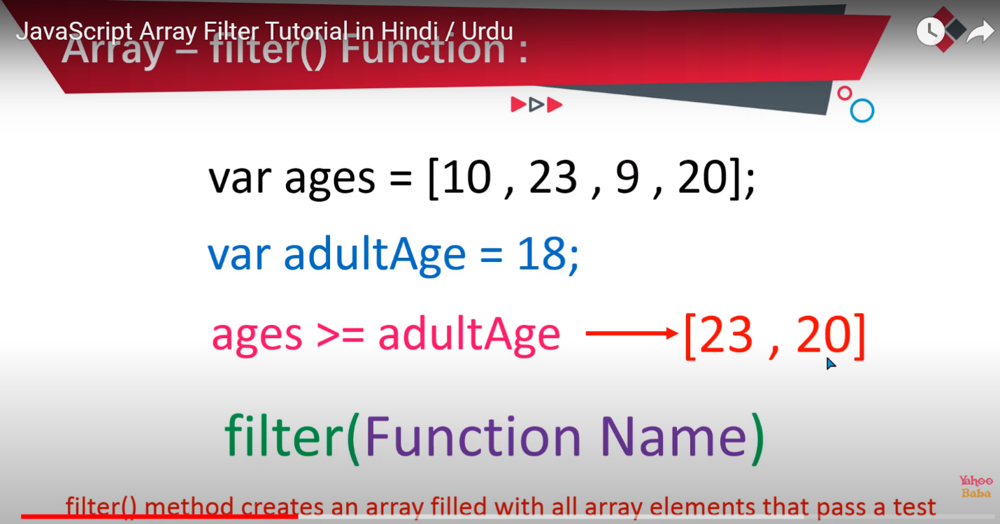 JavaScript Array Filter Tutorial in Hindi / Urdu
Array – filter() Function :
var ages = [10 , 23 , 9 , 20];
var adultAge = 18;
ages >= adultAge [23 , 20]
filter(Function Name)
Yahoo
Baba
filter() method creates an array filled with all array elements that pass a test